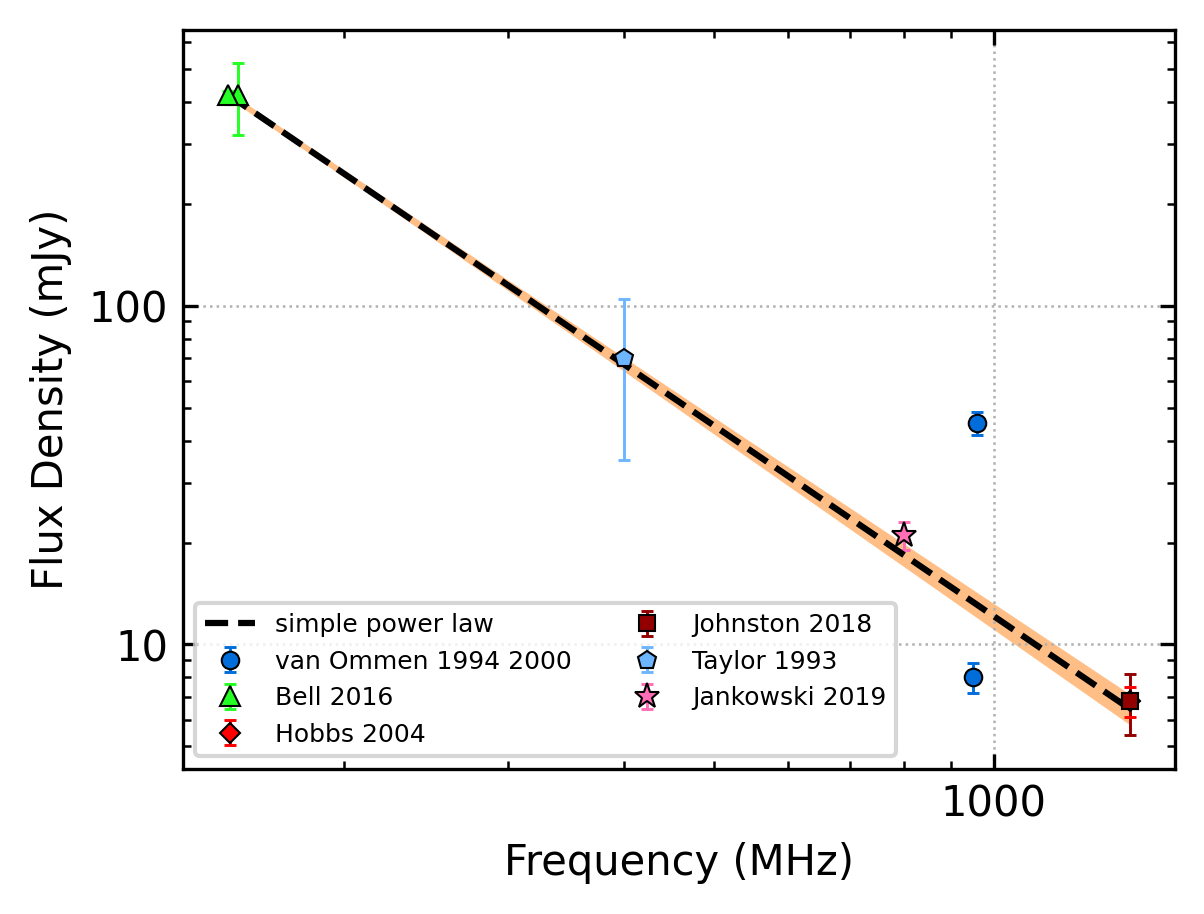 Flux Density (mJy)
100
10
simple power law
van Ommen 1994 2000
Bell 2016
Hobbs 2004
Johnston 2018
Taylor 1993
Jankowski 2019
1000
Frequency (MHz)